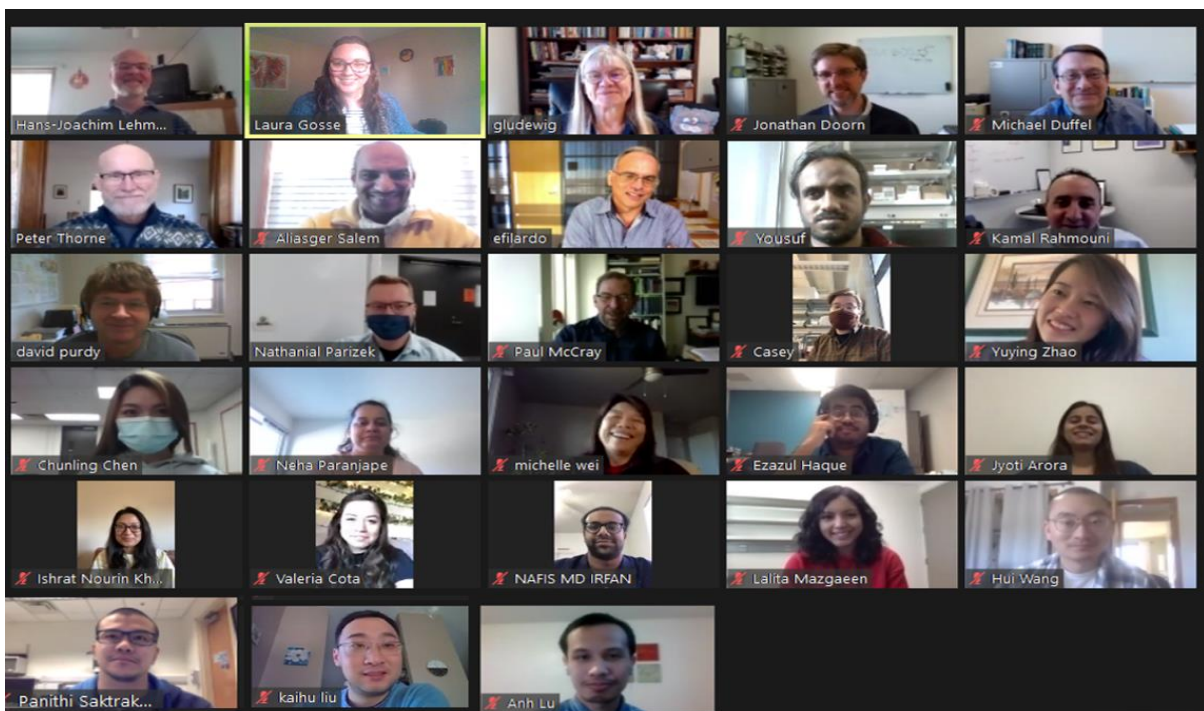 Hans-Joachim Lehm...
Laura Gosse
gludewig
Jonathan Doorn
Michael Duffel
Peter Thorne
Aliasger Salem
efilardo
Yousuf
Kamal Rahmouni
david purdy
Nathanial Parizek
Paul McCray
Casey
Yuying Zhao
Chunling Chen
Neha Paranjape
michelle wei
Ezazul Haque
Jyoti Arora
Ishrat Nourin Kh...
Valeria Cota
NAFIS MD IRFAN
Lalita Mazgaeen
Hui Wang
Panithi Saktrak...
kaihu liu
Anh Lu